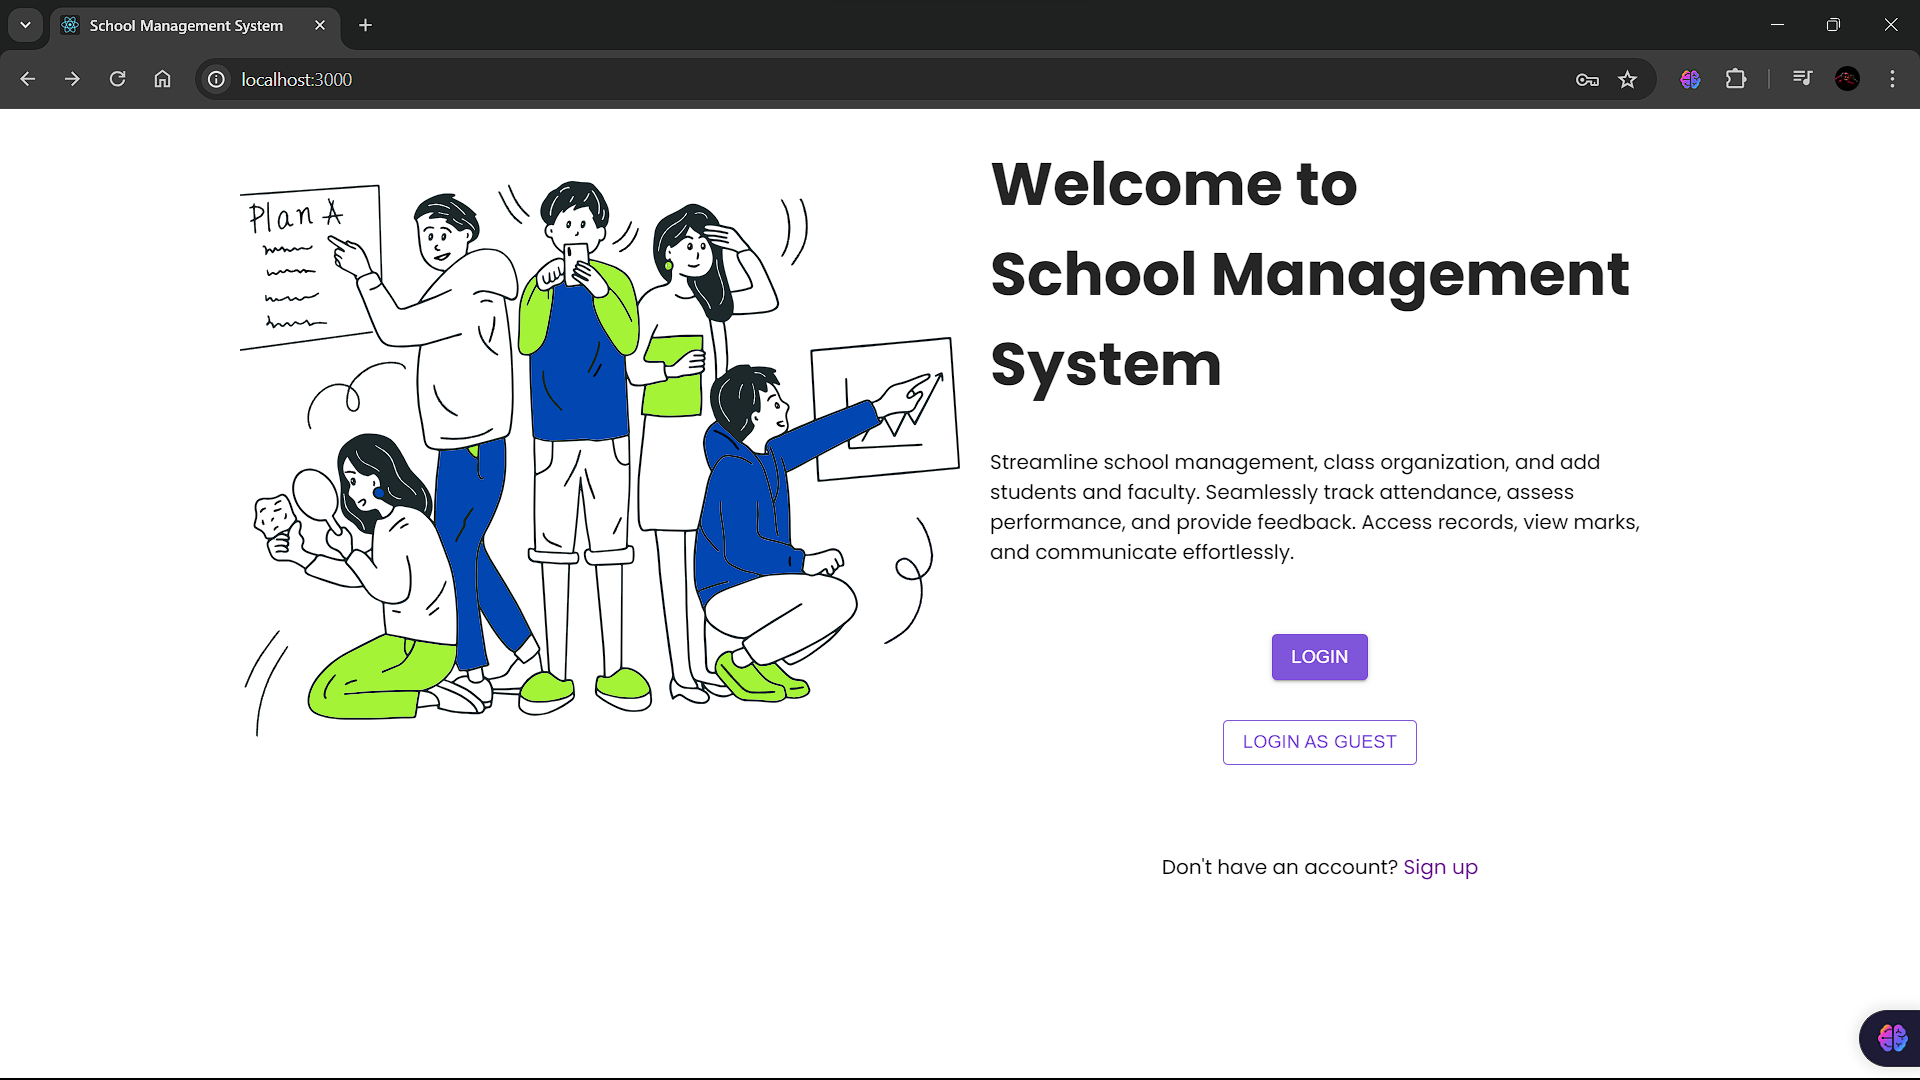 School Management System
localhost:3000
Plan A
Welcome to
School Management
System
Streamline school management, class organization, and add
students and faculty. Seamlessly track attendance, assess
performance, and provide feedback. Access records, view marks,
and communicate effortlessly.
LOGIN
LOGIN AS GUEST
Don't have an account? Sign up